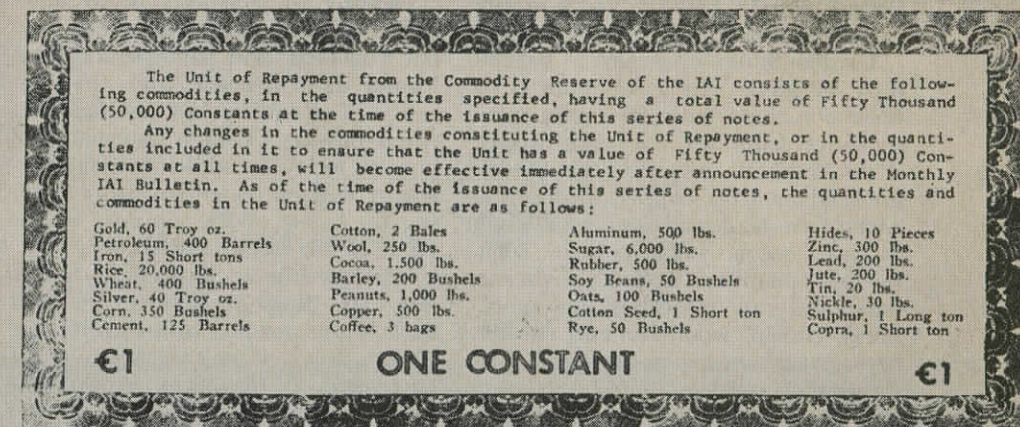 The Unit of Repayment from the Commodity Reserve of the IAI consists of the follow-
ing commodities, in the quantities specified, having a total value of Fifty Thousand
(50,000) Constants at the time of the issuance of this series of notes.
Any changes in the commodities constituting the Unit of Repayment, or in the quanti-
ties included in it to ensure that the Unit has a value of Fifty Thousand (50,000) Con-
stants at all times, will become effective immediately after announcement in the Monthly
IAI Bulletin. As of the time of the issuance of this series of notes, the quantities and
commodities in the Unit of Repayment are as follows:
Gold, 60 Troy oz.
Petroleum, 400 Barrels
Iron, 15 Short tons
Rice, 20,000 lbs.
Wheat, 400 Bushels
Silver, 40 Troy oz.
Corn, 350 Bushels
Cement, 125 Barrels
Cotton, 2 Bales
Wool, 250 lbs.
Cocoa, 1,500 lbs.
Barley, 200 Bushels
Peanuts, 1,000 lbs.
Copper, 500 lbs.
Coffee, 3 bags
Aluminum, 500 lbs.
Sugar, 6,000 lbs.
Rubber, 500 lbs.
Soy Beans, 50 Bushels
Oats, 100 Bushels
Cotton Seed, 1 Short ton
Rye, 50 Bushels
Hides, 10 Pieces
Zinc, 300 lbs.
Lead, 200 lbs.
Jute, 200 lbs.
Tin, 20 lbs.
Nickle, 30 lbs.
Sulphur, 1 Long ton
Copra, 1 Short ton
€1 ONE CONSTANT €1